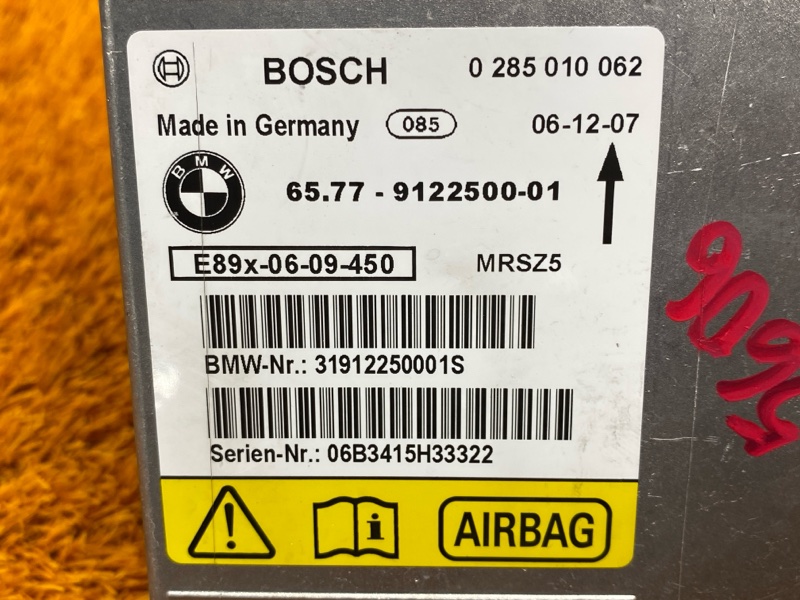 BOSCH 0 285 010 062
Made in Germany 085 06-12-07
BMW
65.77 - 9122500-01
E89x-06-09-450 MRSZ5
BMW-Nr.: 31912250001S
Serien-Nr.: 06B3415H33322
i
AIRBAG